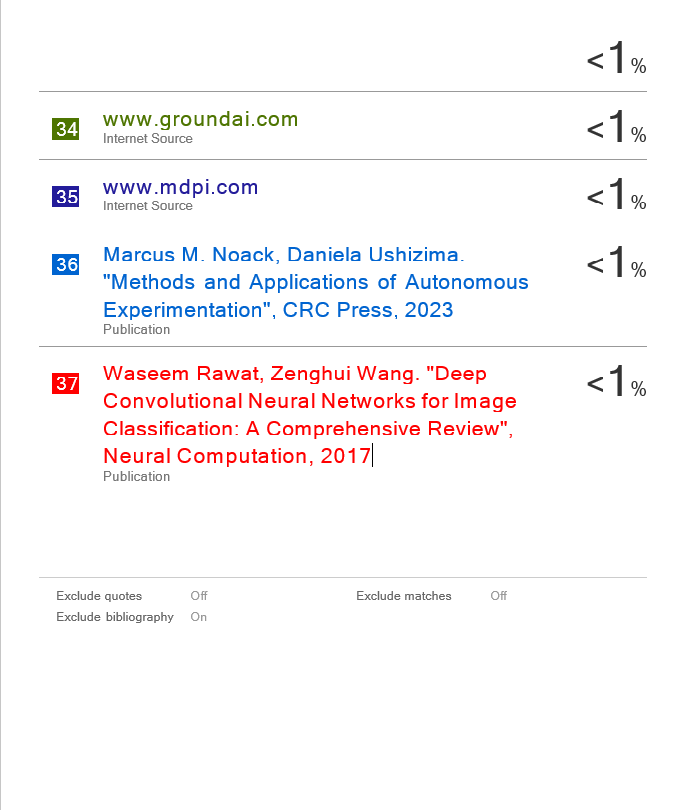 <1%
34 www.groundai.com <1%
Internet Source
35 www.mdpi.com <1%
Internet Source
36 Marcus M. Noack, Daniela Ushizima. <1%
"Methods and Applications of Autonomous
Experimentation", CRC Press, 2023
Publication
37 Waseem Rawat, Zenghui Wang. "Deep <1%
Convolutional Neural Networks for Image
Classification: A Comprehensive Review",
Neural Computation, 2017
Publication
Exclude quotes Off Exclude matches Off
Exclude bibliography On